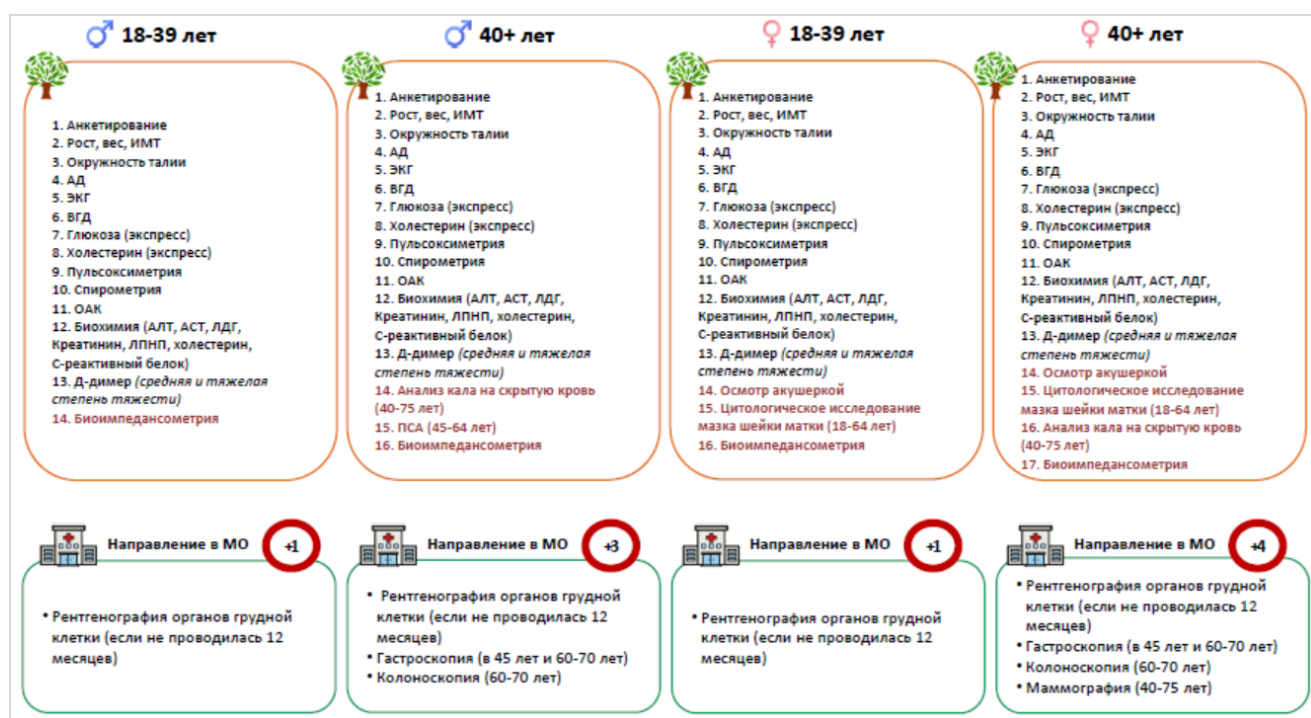 18-39 лет
1. Анкетирование
2. Рост, вес, ИМТ
3. Окружность талии
4. АД
5. ЭКГ
6. ВГД
7. Глюкоза (экспресс)
8. Холестерин (экспресс)
9. Пульсоксиметрия
10. Спирометрия
11. ОАК
12. Биохимия (АЛТ, АСТ, ЛДГ,
Креатинин, ЛПНП, холестерин,
С-реактивный белок)
13. Д-димер (средняя и тяжелая
степень тяжести)
14. Биоимпедансометрия
40+ лет
1. Анкетирование
2. Рост, вес, ИМТ
3. Окружность талии
4. АД
5. ЭКГ
6. ВГД
7. Глюкоза (экспресс)
8. Холестерин (экспресс)
9. Пульсоксиметрия
10. Спирометрия
11. ОАК
12. Биохимия (АЛТ, АСТ, ЛДГ,
Креатинин, ЛПНП, холестерин,
С-реактивный белок)
13. Д-димер (средняя и тяжелая
степень тяжести)
14. Анализ кала на скрытую кровь
(40-75 лет)
15. ПСА (45-64 лет)
16. Биоимпедансометрия
18-39 лет
1. Анкетирование
2. Рост, вес, ИМТ
3. Окружность талии
4. АД
5. ЭКГ
6. ВГД
7. Глюкоза (экспресс)
8. Холестерин (экспресс)
9. Пульсоксиметрия
10. Спирометрия
11. ОАК
12. Биохимия (АЛТ, АСТ, ЛДГ,
Креатинин, ЛПНП, холестерин,
С-реактивный белок)
13. Д-димер (средняя и тяжелая
степень тяжести)
14. Осмотр акушеркой
15. Цитологическое исследование
мазка шейки матки (18-64 лет)
16. Биоимпедансометрия
40+ лет
1. Анкетирование
2. Рост, вес, ИМТ
3. Окружность талии
4. АД
5. ЭКГ
6. ВГД
7. Глюкоза (экспресс)
8. Холестерин (экспресс)
9. Пульсоксиметрия
10. Спирометрия
11. ОАК
12. Биохимия (АЛТ, АСТ, ЛДГ,
Креатинин, ЛПНП, холестерин,
С-реактивный белок)
13. Д-димер (средняя и тяжелая
степень тяжести)
14. Осмотр акушеркой
15. Цитологическое исследование
мазка шейки матки (18-64 лет)
16. Анализ кала на скрытую кровь
(40-75 лет)
17. Биоимпедансометрия
Направление в МО +1
• Рентгенография органов грудной
клетки (если не проводилась 12
месяцев)
Направление в МО +3
• Рентгенография органов грудной
клетки (если не проводилась 12
месяцев)
• Гастроскопия (в 45 лет и 60-70 лет)
• Колоноскопия (60-70 лет)
Направление в МО +1
• Рентгенография органов грудной
клетки (если не проводилась 12
месяцев)
Направление в МО +4
• Рентгенография органов грудной
клетки (если не проводилась 12
месяцев)
• Гастроскопия (в 45 лет и 60-70 лет)
• Колоноскопия (60-70 лет)
• Маммография (40-75 лет)